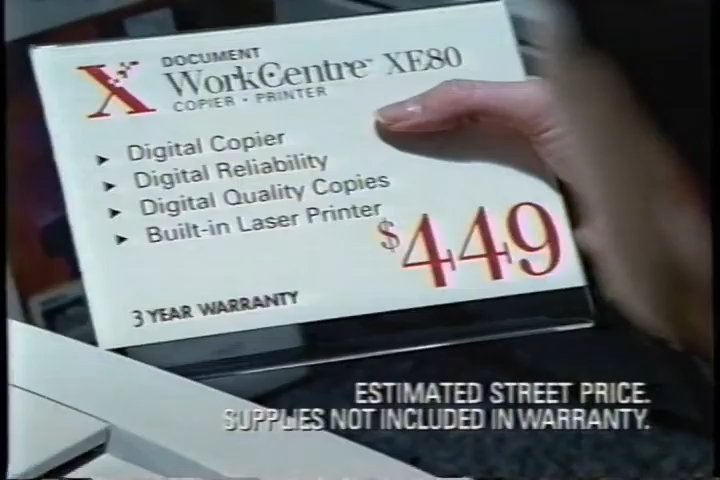 X
DOCUMENT
WorkCentre™ XE80
COPIER • PRINTER
► Digital Copier
► Digital Reliability
► Digital Quality Copies
► Built-in Laser Printer
$449
3 YEAR WARRANTY
ESTIMATED STREET PRICE.
SUPPLIES NOT INCLUDED IN WARRANTY.